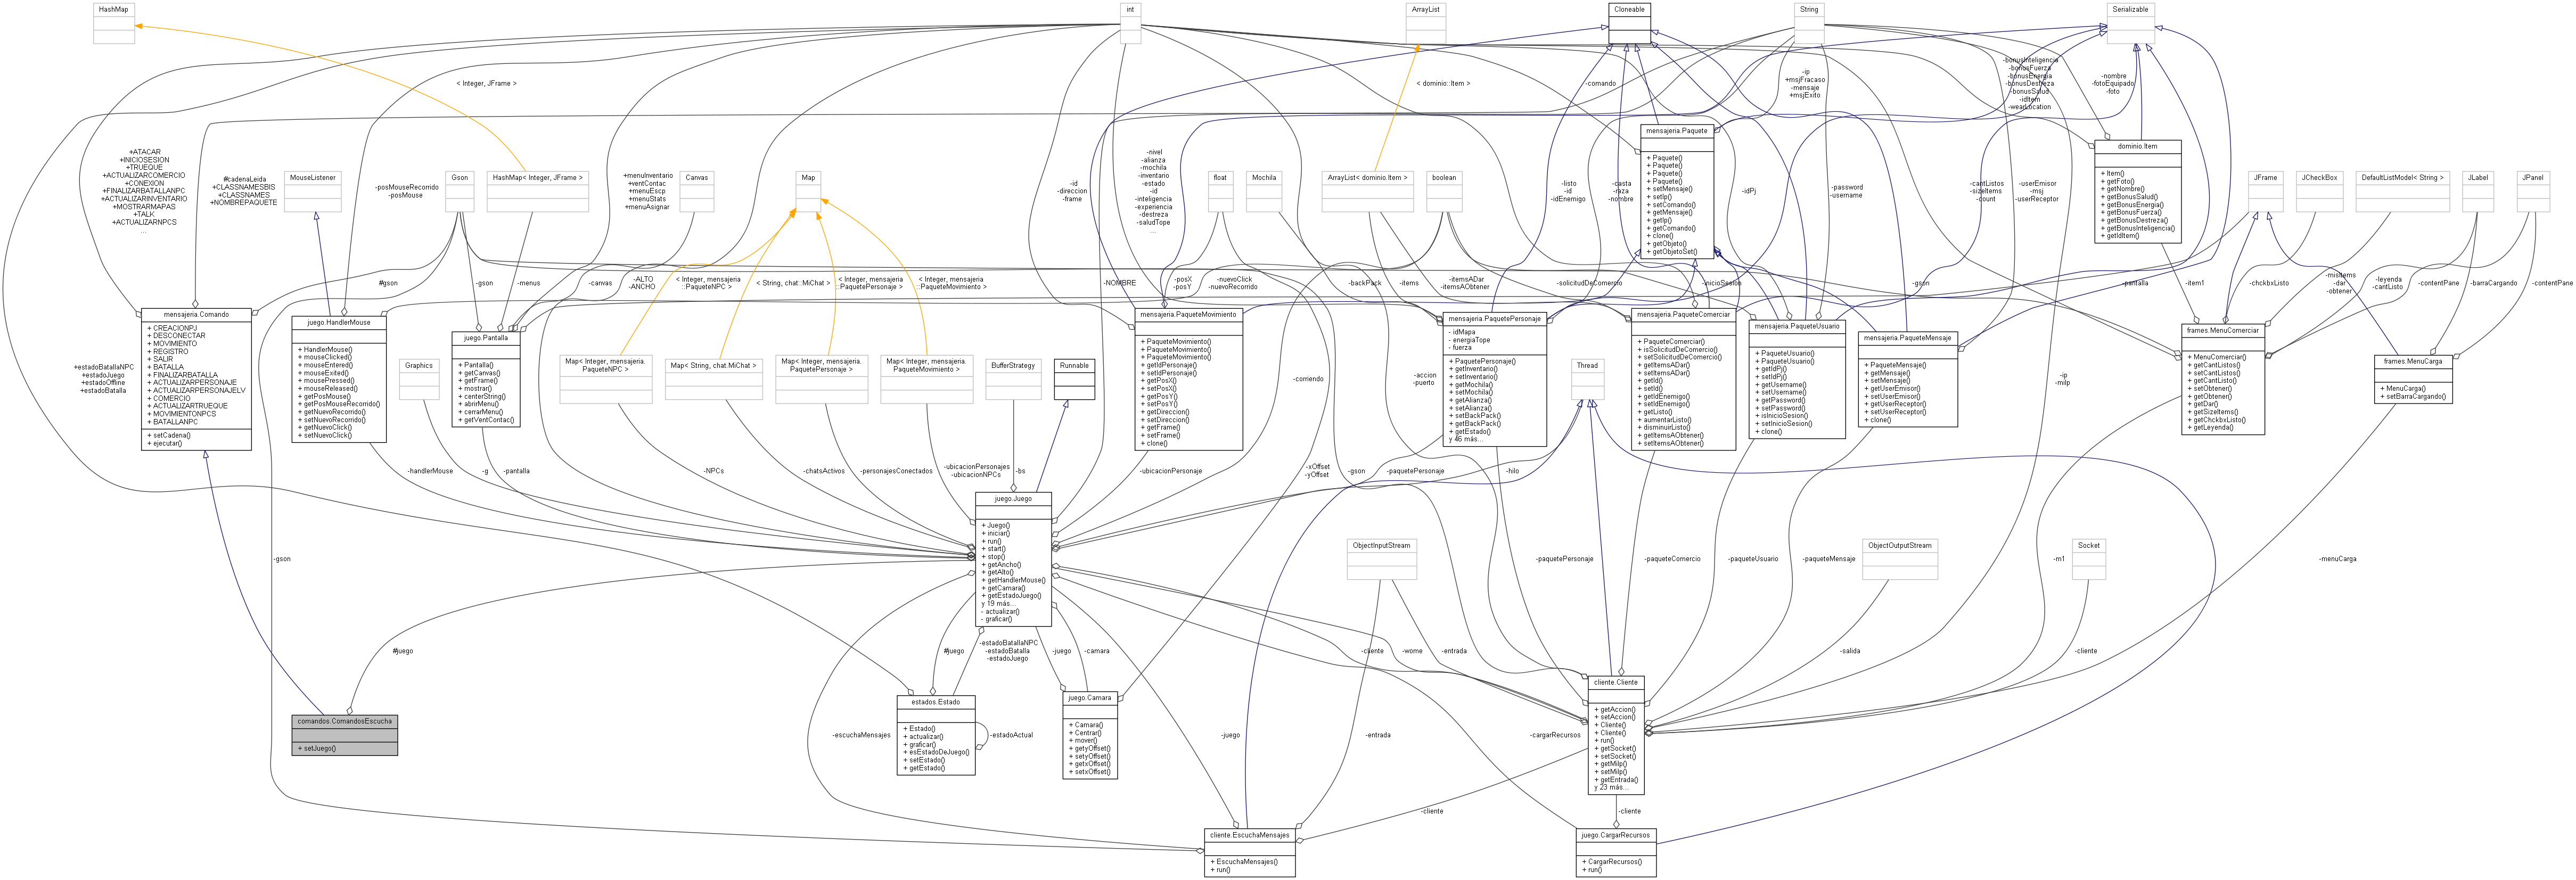 HashMap
int
ArrayList
Cloneable
String
Serializable
< Integer, JFrame >
< dominio::Item >
-comando
-ip
+msjFracaso
-mensaje
+msjExito
-bonusInteligencia
-bonusFuerza
-bonusEnergia
-bonusDestreza
-bonusSalud
-idItem
-wearLocation
-nombre
-fotoEquipado
-foto
mensajeria.Paquete
+ Paquete()
+ Paquete()
+ Paquete()
+ Paquete()
+ setMensaje()
+ setIp()
+ setComando()
+ getMensaje()
+ getIp()
+ getComando()
+ clone()
+ getObjeto()
+ getObjetoSet()
dominio.Item
+ Item()
+ getFoto()
+ getNombre()
+ getBonusSalud()
+ getBonusEnergia()
+ getBonusFuerza()
+ getBonusDestreza()
+ getBonusInteligencia()
+ getIdItem()
+ATACAR
+INICIOSESION
+TRUEQUE
+ACTUALIZARCOMERCIO
+CONEXION
+FINALIZARBATALLANPC
+ACTUALIZARINVENTARIO
+MOSTRARMAPAS
+TALK
+ACTUALIZARNPCS
...
#cadenaLeida
+CLASSNAMESBIS
+CLASSNAMES
+NOMBREPAQUETE
MouseListener
-posMouseRecorrido
-posMouse
Gson
HashMap< Integer, JFrame >
+menuInventario
+ventContac
+menuEscp
+menuStats
+menuAsignar
Canvas
Map
-id
-direccion
-frame
-nivel
-alianza
-mochila
-inventario
-estado
-id
-inteligencia
-experiencia
-destreza
-saludTope
...
float
Mochila
ArrayList< dominio.Item >
boolean
-listo
-id
-idEnemigo
-casta
-raza
-nombre
-idPj
-password
-username
-cantListos
-sizeItems
-count
-userEmisor
-msj
-userReceptor
JFrame
JCheckBox
DefaultListModel< String >
JLabel
JPanel
#gson
-gson
-menus
-canvas
-ALTO
-ANCHO
< Integer, mensajeria
::PaqueteNPC >
< String, chat::MiChat >
< Integer, mensajeria
::PaquetePersonaje >
< Integer, mensajeria
::PaqueteMovimiento >
-NOMBRE
-posX
-posY
-nuevoClick
-nuevoRecorrido
-backPack
-items
-itemsADar
-itemsAObtener
-solicitudDeComercio
-inicioSesion
-gson
-pantalla
-item1
-chckbxListo
-misItems
-dar
-obtener
-leyenda
-cantListo
-contentPane
-barraCargando
-contentPane
mensajeria.Comando
+ CREACIONPJ
+ DESCONECTAR
+ MOVIMIENTO
+ REGISTRO
+ SALIR
+ BATALLA
+ FINALIZARBATALLA
+ ACTUALIZARPERSONAJE
+ ACTUALIZARPERSONAJELV
+ COMERCIO
+ ACTUALIZARTRUEQUE
+ MOVIMIENTONPCS
+ BATALLANPC
+ setCadena()
+ ejecutar()
juego.HandlerMouse
+ HandlerMouse()
+ mouseClicked()
+ mouseEntered()
+ mouseExited()
+ mousePressed()
+ mouseReleased()
+ getPosMouse()
+ getPosMouseRecorrido()
+ getNuevoRecorrido()
+ setNuevoRecorrido()
+ getNuevoClick()
+ setNuevoClick()
juego.Pantalla
+ Pantalla()
+ getCanvas()
+ getFrame()
+ mostrar()
+ centerString()
+ abrirMenu()
+ cerrarMenu()
+ getVentContac()
mensajeria.PaqueteMovimiento
+ PaqueteMovimiento()
+ PaqueteMovimiento()
+ PaqueteMovimiento()
+ getIdPersonaje()
+ setIdPersonaje()
+ getPosX()
+ setPosX()
+ getPosY()
+ setPosY()
+ getDireccion()
+ setDireccion()
+ getFrame()
+ setFrame()
+ clone()
mensajeria.PaquetePersonaje
- idMapa
- energiaTope
- fuerza
+ PaquetePersonaje()
+ getInventario()
+ setInventario()
+ getMochila()
+ setMochila()
+ getAlianza()
+ setAlianza()
+ setBackPack()
+ getBackPack()
+ getEstado()
y 46 más...
mensajeria.PaqueteComerciar
+ PaqueteComerciar()
+ isSolicitudDeComercio()
+ setSolicitudDeComercio()
+ getItemsADar()
+ setItemsADar()
+ getId()
+ setId()
+ getIdEnemigo()
+ setIdEnemigo()
+ getListo()
+ aumentarListo()
+ disminuirListo()
+ getItemsAObtener()
+ setItemsAObtener()
mensajeria.PaqueteUsuario
+ PaqueteUsuario()
+ PaqueteUsuario()
+ getIdPj()
+ setIdPj()
+ getUsername()
+ setUsername()
+ getPassword()
+ setPassword()
+ isInicioSesion()
+ setInicioSesion()
+ clone()
mensajeria.PaqueteMensaje
+ PaqueteMensaje()
+ getMensaje()
+ setMensaje()
+ getUserEmisor()
+ setUserEmisor()
+ getUserReceptor()
+ setUserReceptor()
+ clone()
frames.MenuComerciar
+ MenuComerciar()
+ getCantListos()
+ setCantListos()
+ getCantListo()
+ setObtener()
+ getObtener()
+ getDar()
+ getSizeItems()
+ getChckbxListo()
+ getLeyenda()
frames.MenuCarga
+ MenuCarga()
+ setBarraCargando()
+estadoBatallaNPC
+estadoJuego
+estadoOffline
+estadoBatalla
Graphics
Map< Integer, mensajeria.
PaqueteNPC >
Map< String, chat.MiChat >
Map< Integer, mensajeria.
PaquetePersonaje >
Map< Integer, mensajeria.
PaqueteMovimiento >
BufferStrategy
Runnable
-corriendo
-accion
-puerto
Thread
-ip
-milp
-handlerMouse
-g
-pantalla
-NPCs
-chatsActivos
-personajesConectados
-ubicacionPersonajes
-ubicacionNPCs
-bs
-ubicacionPersonaje
-xOffset
-yOffset
-gson
-paquetePersonaje
-hilo
juego.Juego
+ Juego()
+ iniciar()
+ run()
+ start()
+ stop()
+ getAncho()
+ getAlto()
+ getHandlerMouse()
+ getCamara()
+ getEstadoJuego()
y 19 más...
- actualizar()
- graficar()
-gson
ObjectInputStream
-paquetePersonaje
-paqueteComercio
-paqueteUsuario
-paqueteMensaje
ObjectOutputStream
Socket
-m1
-menuCarga
#juego
#juego
-estadoBatallaNPC
-estadoBatalla
-estadoJuego
-juego
-camara
-cliente
-wome
-entrada
-salida
-cliente
comandos.ComandosEscucha
+ setJuego()
estados.Estado
+ Estado()
+ actualizar()
+ graficar()
+ esEstadoDeJuego()
+ setEstado()
+ getEstado()
-estadoActual
juego.Camara
+ Camara()
+ Centrar()
+ mover()
+ getyOffset()
+ setyOffset()
+ getxOffset()
+ setxOffset()
cliente.Cliente
+ getAccion()
+ setAccion()
+ Cliente()
+ Cliente()
+ run()
+ getSocket()
+ setSocket()
+ getMilp()
+ setMilp()
+ getEntrada()
y 23 más...
-escuchaMensajes
-juego
-entrada
-cargarRecursos
-cliente
-cliente
cliente.EscuchaMensajes
+ EscuchaMensajes()
+ run()
juego.CargarRecursos
+ CargarRecursos()
+ run()